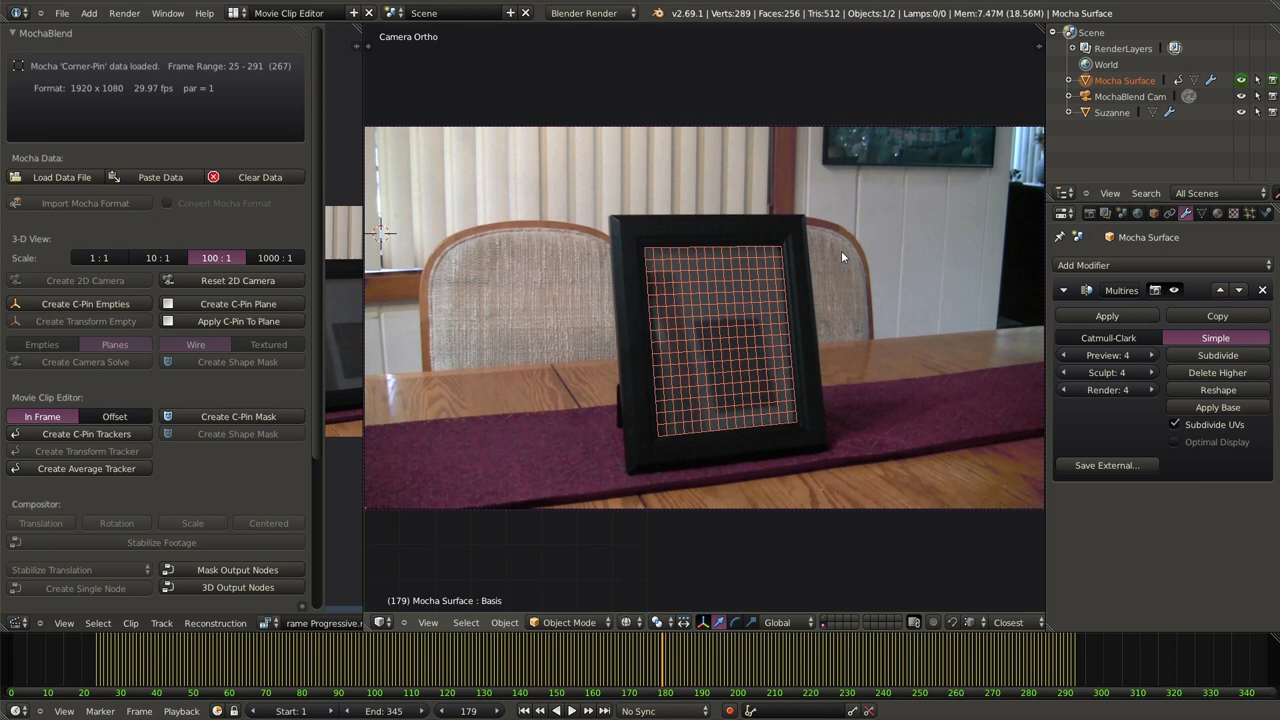 File Add Render Window Help Movie Clip Editor Scene Blender Render v2.69.1 | Verts:289 | Faces:256 | Tris:512 | Objects:1/2 | Lamps:0/0 | Mem:7.47M (18.56M) | Mocha Surface
MochaBlend
Mocha 'Corner-Pin' data loaded. Frame Range: 25 - 291 (267)
Format: 1920 x 1080 29.97 fps par = 1
Mocha Data:
Load Data File Paste Data Clear Data
Import Mocha Format Convert Mocha Format
3-D View:
Scale: 1 : 1 10 : 1 100 : 1 1000 : 1
Create 2D Camera Reset 2D Camera
Create C-Pin Empties Create C-Pin Plane
Create Transform Empty Apply C-Pin To Plane
Empties Planes Wire Textured
Create Camera Solve Create Shape Mask
Movie Clip Editor:
In Frame Offset Create C-Pin Mask
Create C-Pin Trackers Create Shape Mask
Create Transform Tracker
Create Average Tracker
Compositor:
Translation Rotation Scale Centered
Stabilize Footage
Stabilize Translation Mask Output Nodes
Create Single Node 3D Output Nodes
View Select Clip Track Reconstruction rame Progressive.r
Camera Ortho
(179) Mocha Surface : Basis
View Select Object Object Mode Global Closest
Scene
RenderLayers
World
Mocha Surface
MochaBlend Cam
Suzanne
View Search All Scenes
Mocha Surface
Add Modifier
Multires
Apply Copy
Catmull-Clark Simple
Preview: 4 Subdivide
Sculpt: 4 Delete Higher
Render: 4 Reshape
Apply Base
Subdivide UVs
Optimal Display
Save External...
0 10 20 30 40 50 60 70 80 90 100 110 120 130 140 150 160 170 180 190 200 210 220 230 240 250 260 270 280 290 300 310 320 330 340
View Marker Frame Playback Start: 1 End: 345 179 No Sync